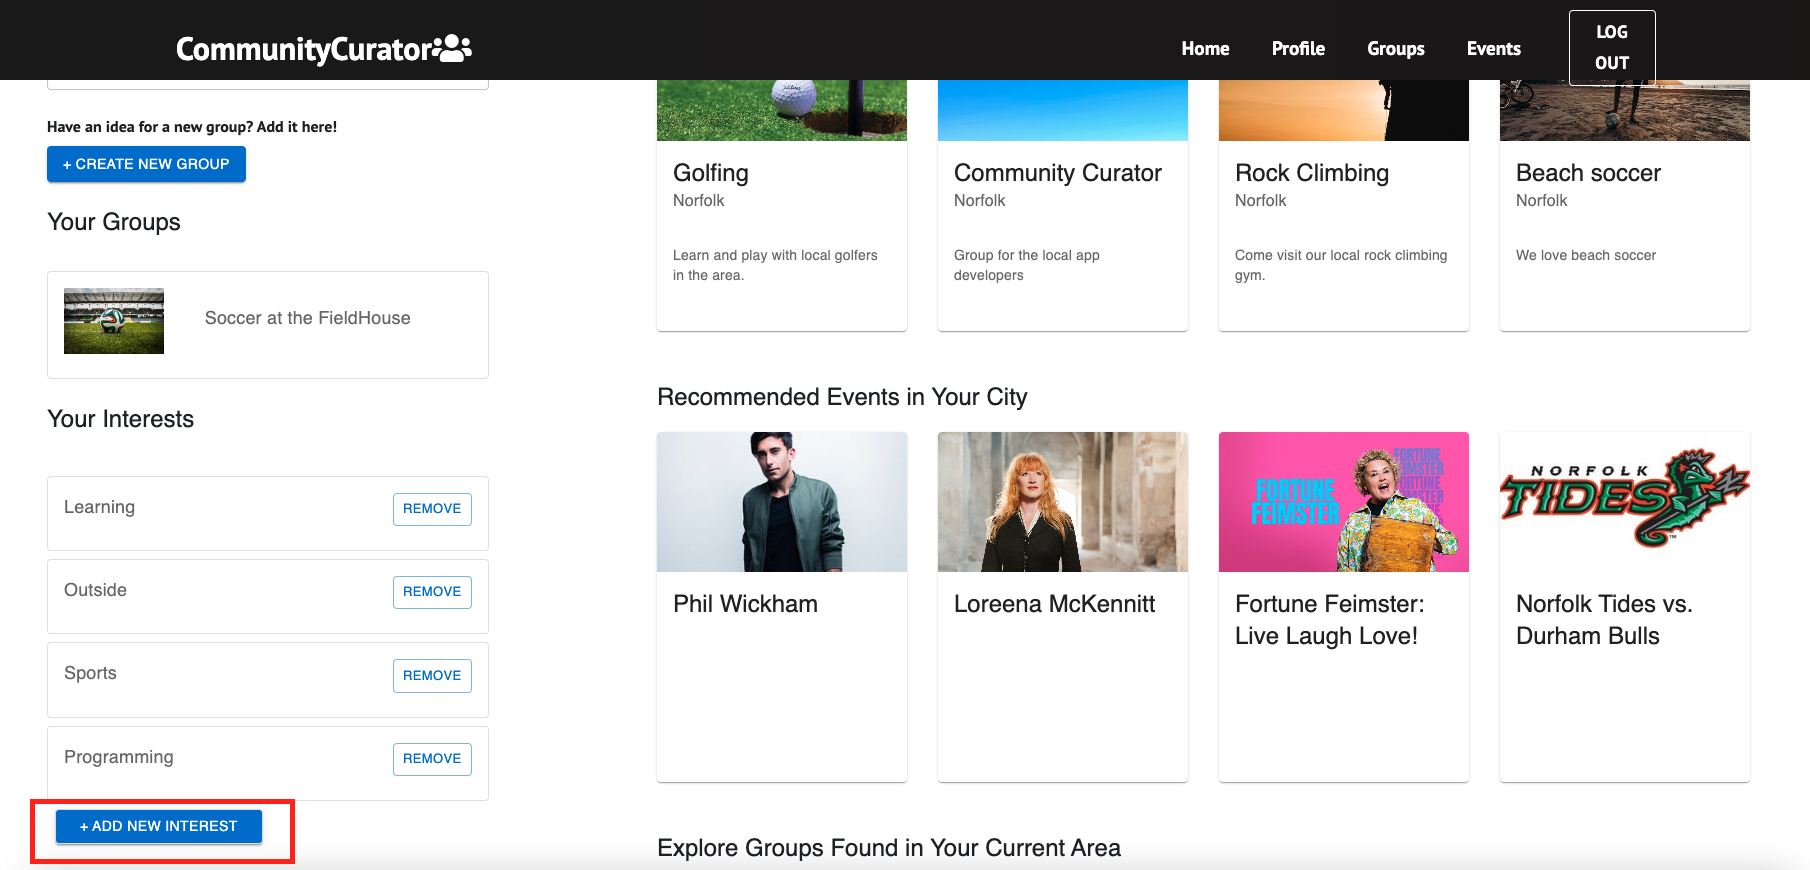 CommunityCurator
Home
Profile
Groups
Events
LOG
OUT
Have an idea for a new group? Add it here!
+ CREATE NEW GROUP
Your Groups
Soccer at the FieldHouse
Your Interests
Learning
REMOVE
Outside
REMOVE
Sports
REMOVE
Programming
REMOVE
+ ADD NEW INTEREST
Golfing
Norfolk
Learn and play with local golfers
in the area.
Community Curator
Norfolk
Group for the local app
developers
Rock Climbing
Norfolk
Come visit our local rock climbing
gym.
Beach soccer
Norfolk
We love beach soccer
Recommended Events in Your City
Phil Wickham
Loreena McKennitt
FORTUNE
FEIMSTER
FORTUNE
FEIMSTER
FORTUNE
FEIMSTER
Fortune Feimster:
Live Laugh Love!
NORFOLK
TIDES
Norfolk Tides vs.
Durham Bulls
Explore Groups Found in Your Current Area